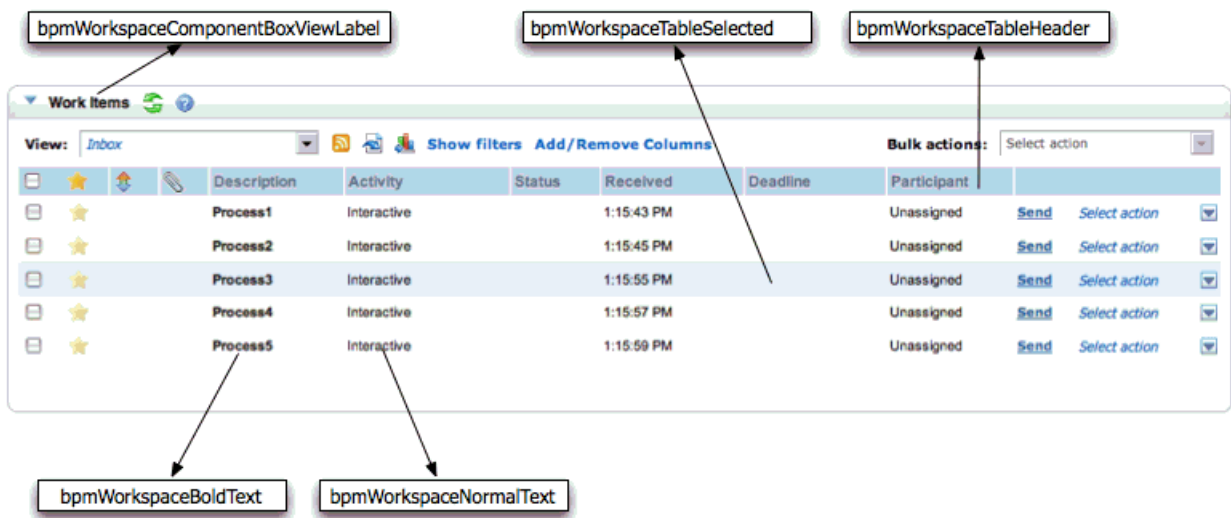 bpmWorkspaceComponentBoxViewLabel bpmWorkspaceTableSelected bpmWorkspaceTableHeader
Work Items
View: Inbox Show filters Add/Remove Columns Bulk actions: Select action
Description Activity Status Received Deadline Participant
Process1 Interactive 1:15:43 PM Unassigned Send Select action
Process2 Interactive 1:15:45 PM Unassigned Send Select action
Process3 Interactive 1:15:55 PM Unassigned Send Select action
Process4 Interactive 1:15:57 PM Unassigned Send Select action
Process5 Interactive 1:15:59 PM Unassigned Send Select action
bpmWorkspaceBoldText bpmWorkspaceNormalText